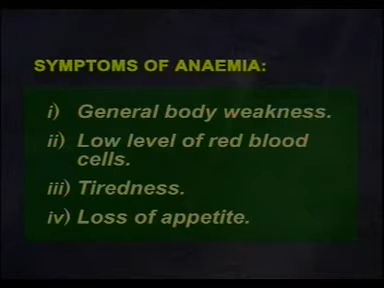 SYMPTOMS OF ANAEMIA:
i) General body weakness.
ii) Low level of red blood
cells.
iii) Tiredness.
iv) Loss of appetite.